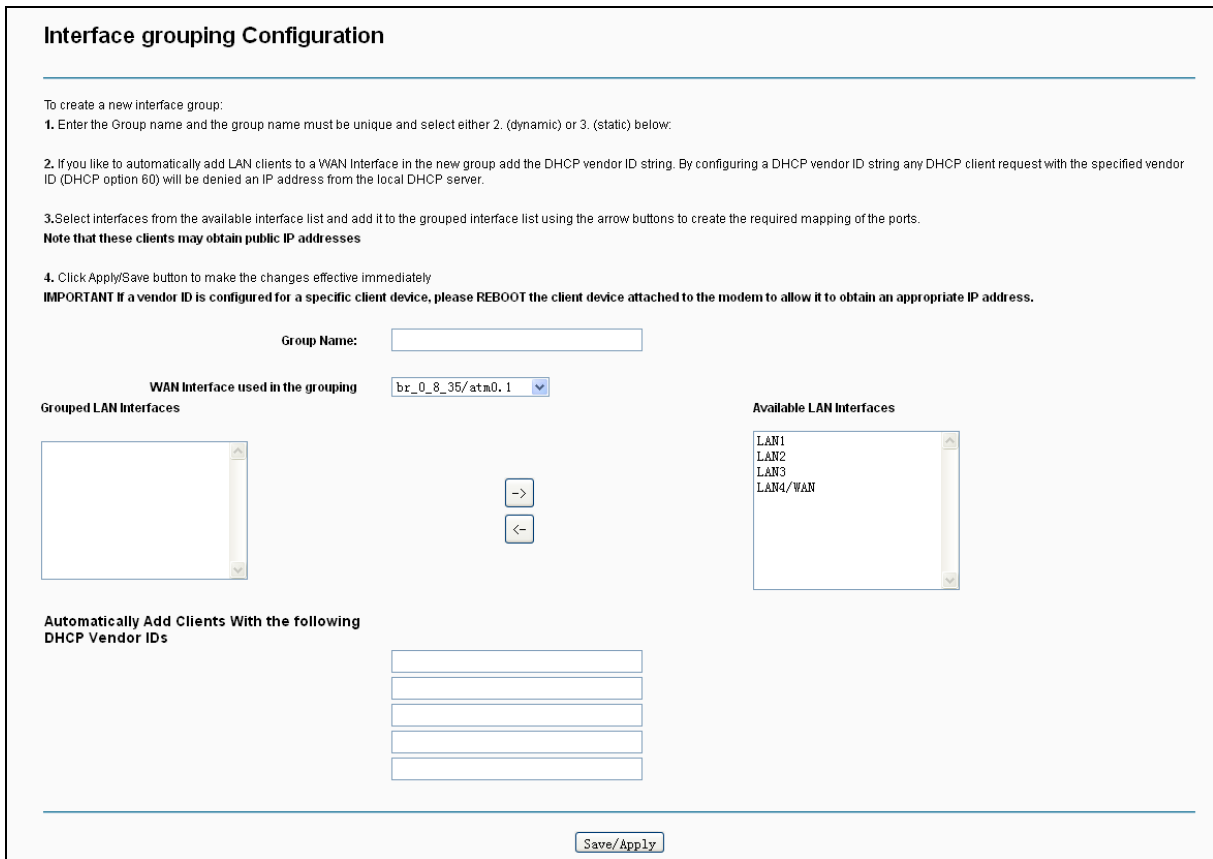 Interface grouping Configuration
To create a new interface group:
1. Enter the Group name and the group name must be unique and select either 2. (dynamic) or 3. (static) below:
2. If you like to automatically add LAN clients to a WAN Interface in the new group add the DHCP vendor ID string. By configuring a DHCP vendor ID string any DHCP client request with the specified vendor
ID (DHCP option 60) will be denied an IP address from the local DHCP server.
3.Select interfaces from the available interface list and add it to the grouped interface list using the arrow buttons to create the required mapping of the ports.
Note that these clients may obtain public IP addresses
4. Click Apply/Save button to make the changes effective immediately
IMPORTANT If a vendor ID is configured for a specific client device, please REBOOT the client device attached to the modem to allow it to obtain an appropriate IP address.
Group Name:
WAN Interface used in the grouping br_0_8_35/atm0.1
Grouped LAN Interfaces Available LAN Interfaces
LAN1
LAN2
LAN3
LAN4/WAN
->
<-
Automatically Add Clients With the following
DHCP Vendor IDs
Save/Apply